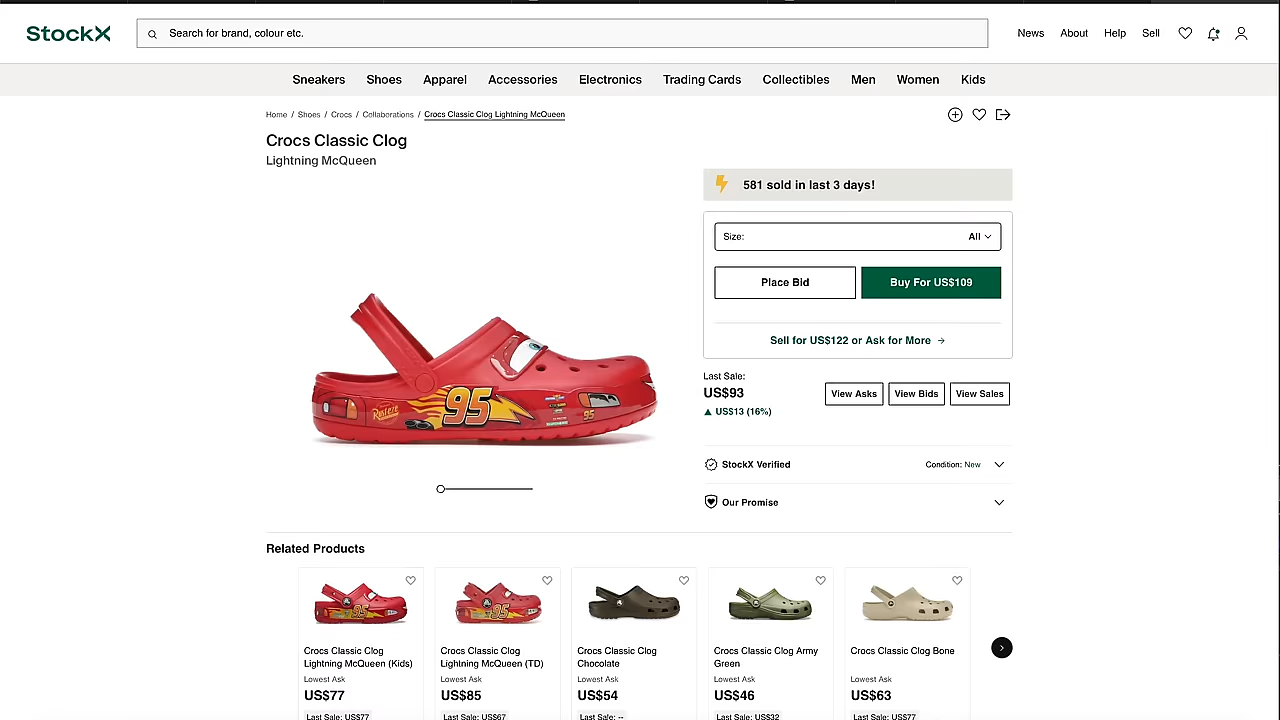 StockX
Search for brand, colour etc.
News About Help Sell
Sneakers Shoes Apparel Accessories Electronics Trading Cards Collectibles Men Women Kids
Home / Shoes / Crocs / Collaborations / Crocs Classic Clog Lightning McQueen
Crocs Classic Clog
Lightning McQueen
581 sold in last 3 days!
Size: All
Place Bid Buy For US$109
Sell for US$122 or Ask for More →
Last Sale:
US$93
▲ US$13 (16%)
View Asks View Bids View Sales
95
95
StockX Verified Condition: New
Our Promise
Related Products
95
95
Crocs Classic Clog
Lightning McQueen (Kids)
Lowest Ask
US$77
Last Sale: US$77
Crocs Classic Clog
Lightning McQueen (TD)
Lowest Ask
US$85
Last Sale: US$67
Crocs Classic Clog
Chocolate
Lowest Ask
US$54
Last Sale: --
Crocs Classic Clog Army
Green
Lowest Ask
US$46
Last Sale: US$32
Crocs Classic Clog Bone
Lowest Ask
US$63
Last Sale: US$77